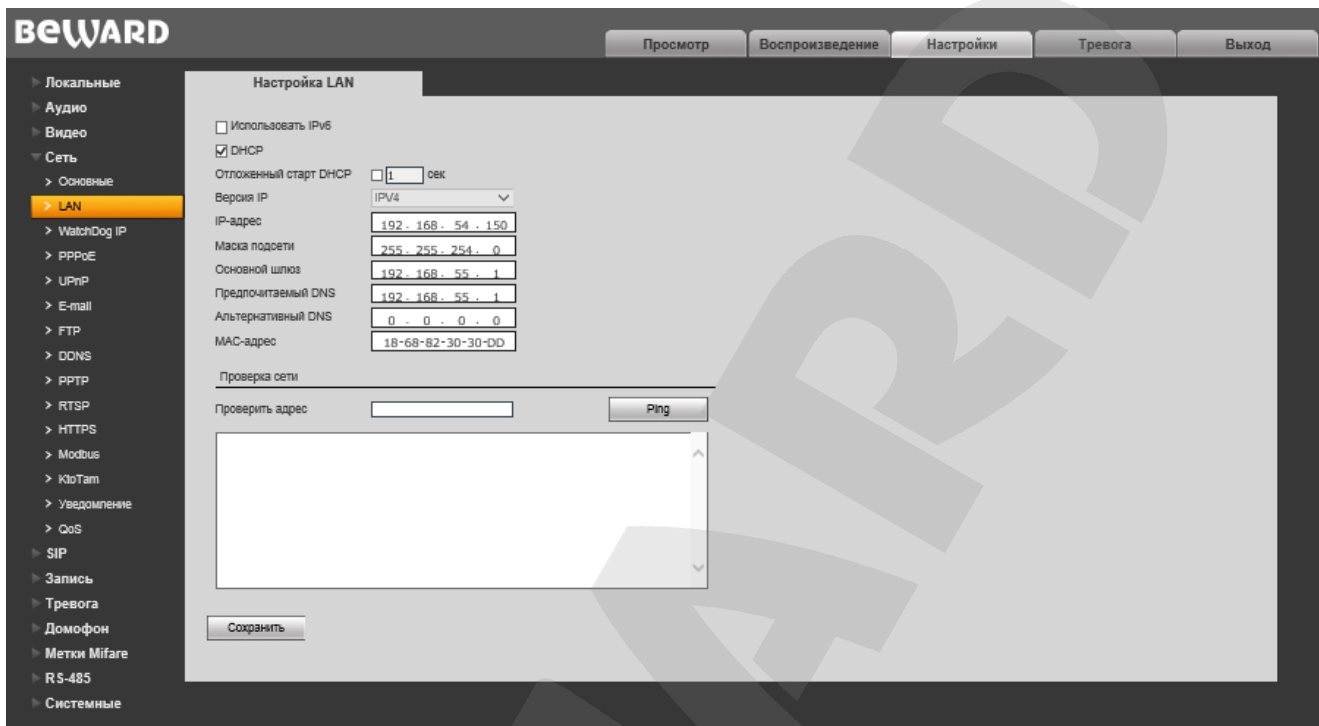 BEWARD
Просмотр
Воспроизведение
Настройки
Тревога
Выход
Локальные
Аудио
Видео
Сеть
Основные
LAN
WatchDog IP
PPPoE
UPnP
E-mail
FTP
DDNS
PPTP
RTSP
HTTPS
Modbus
KtoTam
Уведомление
QoS
SIP
Запись
Тревога
Домофон
Метки Mifare
RS-485
Системные
Настройка LAN
Использовать IPv6
DHCP
Отложенный старт DHCP 1 сек
Версия IP IPV4
IP-адрес 192 . 168 . 54 . 150
Маска подсети 255 . 255 . 254 . 0
Основной шлюз 192 . 168 . 55 . 1
Предпочитаемый DNS 192 . 168 . 55 . 1
Альтернативный DNS 0 . 0 . 0 . 0
MAC-адрес 18-68-82-30-30-DD
Проверка сети
Проверить адрес Ping
Сохранить